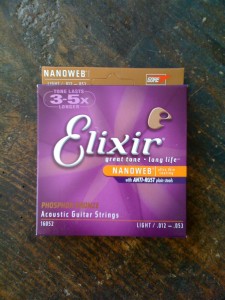 NANOWEB
TONE LASTS
3-5x
LONGER
Elixir
great tone · long life
NANOWEB
with ANTI-RUST plain steels
PHOSPHOR BRONZE
Acoustic Guitar Strings
16052
LIGHT / .012 – .053